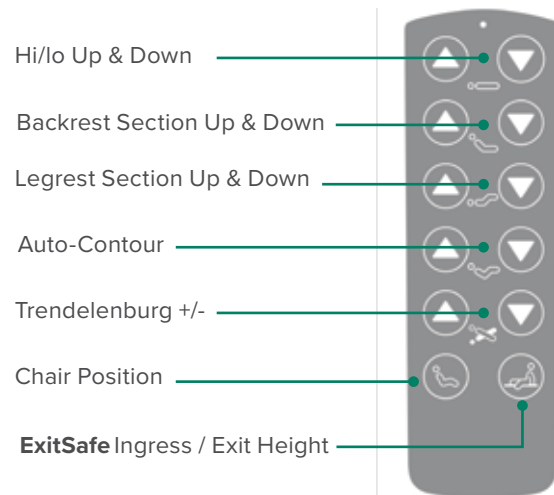 Hi/lo Up & Down
Backrest Section Up & Down
Legrest Section Up & Down
Auto-Contour
Trendelenburg +/-
Chair Position
ExitSafe Ingress / Exit Height